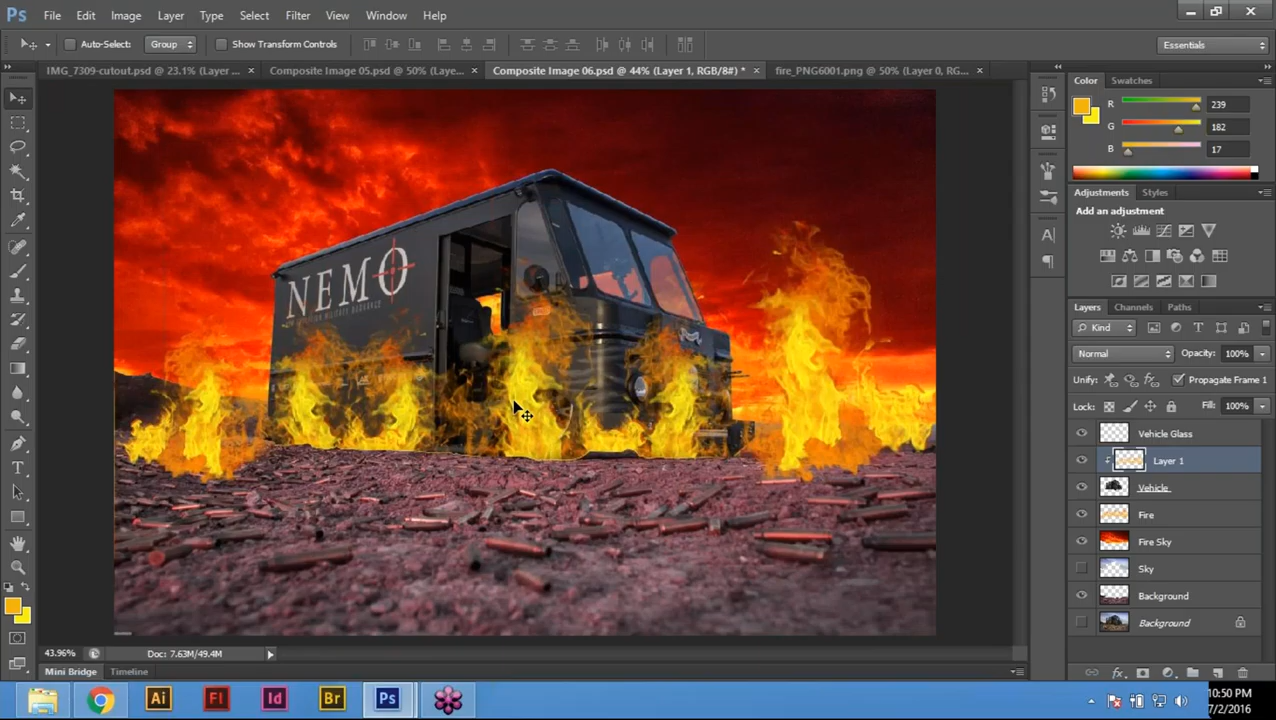 Ps File Edit Image Layer Type Select Filter View Window Help
Auto-Select: Group Show Transform Controls Essentials
IMG_7309-cutout.psd @ 23.1% (Layer ... × Composite Image 05.psd @ 50% (Laye... × Composite Image 06.psd @ 44% (Layer 1, RGB/8#) * × fire_PNG6001.png @ 50% (Layer 0, RG... ×
Color Swatches
R 239
G 182
B 17
Adjustments Styles
Add an adjustment
NEMO
Layers Channels Paths
Kind
Normal Opacity: 100%
Unify: Propagate Frame 1
Lock: Fill: 100%
Vehicle Glass
Layer 1
Vehicle
Fire
Fire Sky
Sky
Background
Background
43.96% Doc: 7.63M/49.4M
Mini Bridge Timeline
Ai Fl Id Br Ps
10:50 PM
7/2/2016